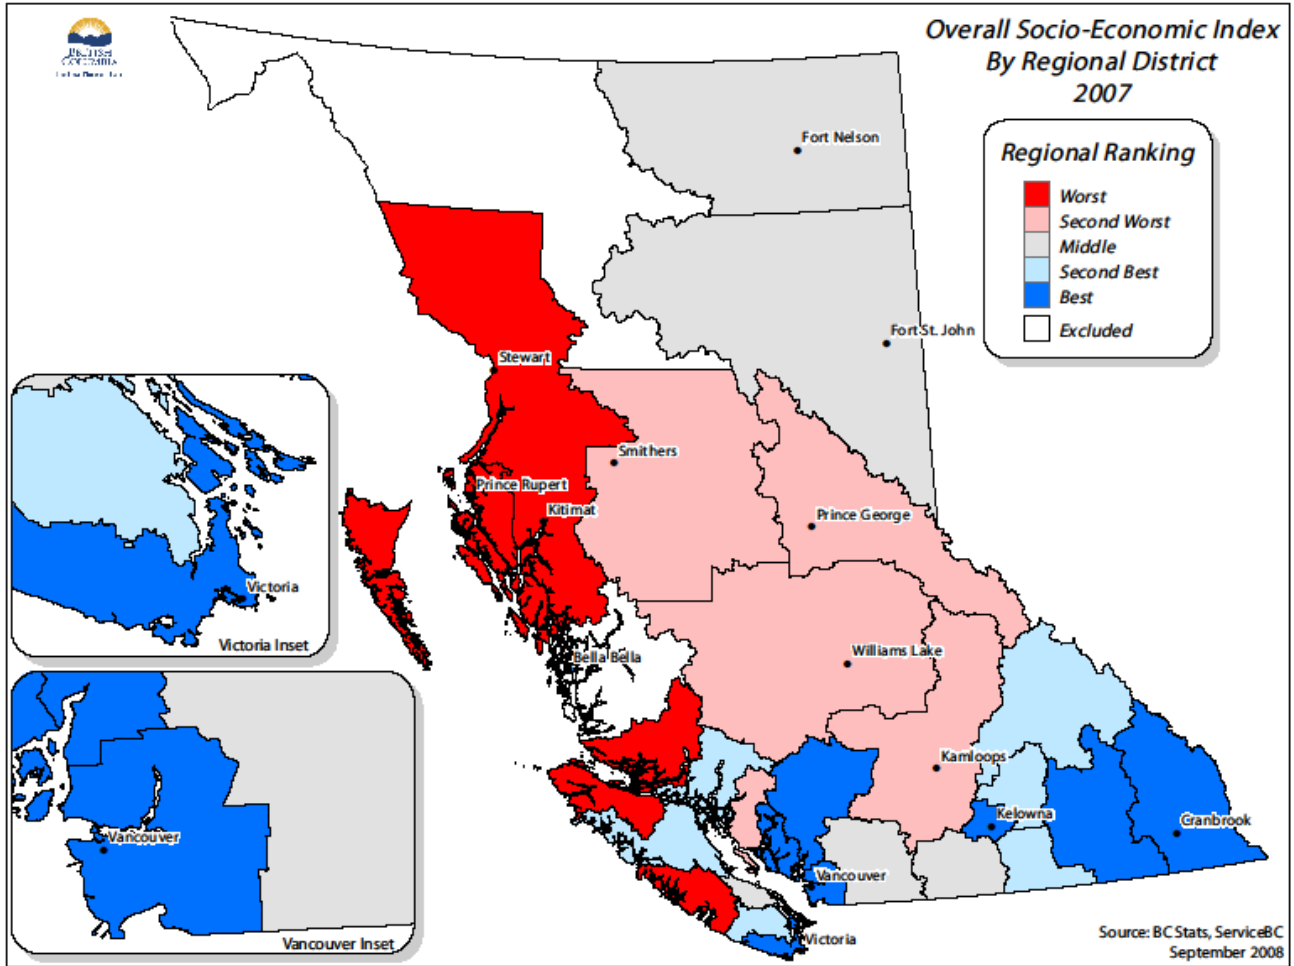 BRITISH
COLUMBIA
Overall Socio-Economic Index
By Regional District
2007
Regional Ranking
Worst
Second Worst
Middle
Second Best
Best
Excluded
Fort Nelson
Fort St. John
Stewart
Smithers
Prince Rupert
Kitimat
Prince George
Bella Bella
Williams Lake
Kamloops
Kelowna
Cranbrook
Vancouver
Victoria
Victoria
Victoria Inset
Vancouver
Vancouver Inset
Source: BC Stats, ServiceBC
September 2008